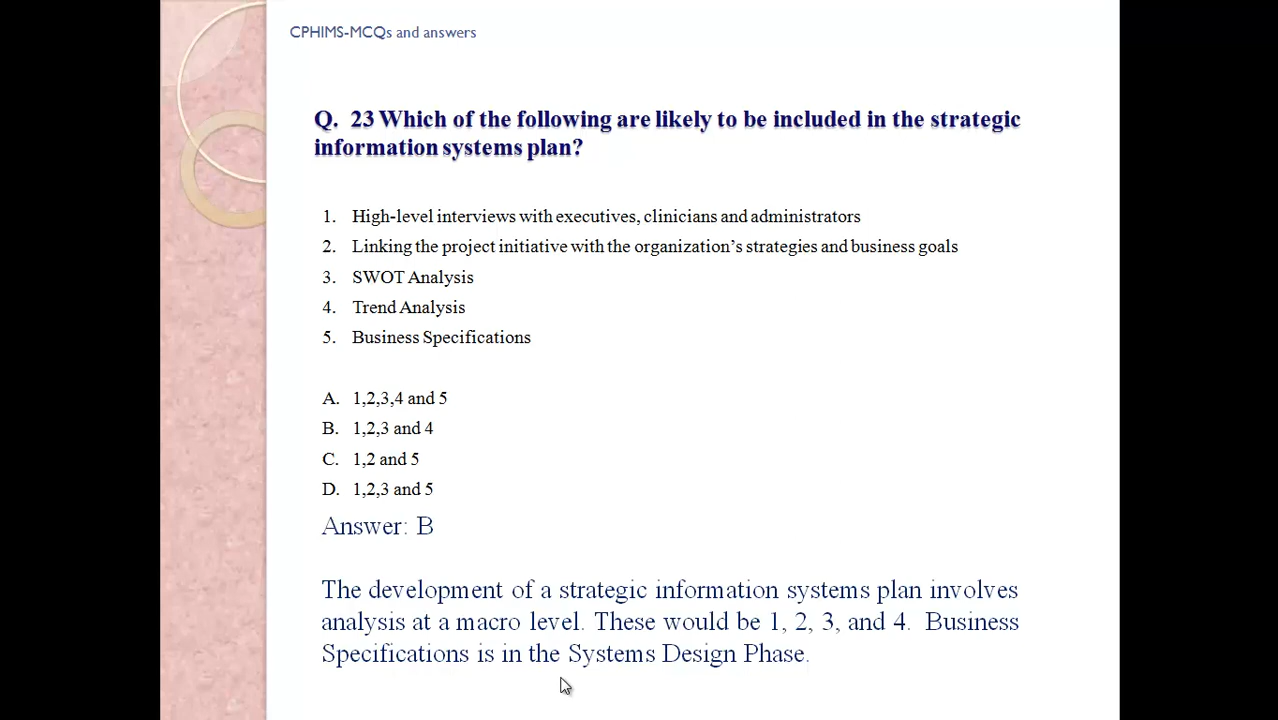 CPHIMS-MCQs and answers
Q. 23 Which of the following are likely to be included in the strategic
information systems plan?
1. High-level interviews with executives, clinicians and administrators
2. Linking the project initiative with the organization's strategies and business goals
3. SWOT Analysis
4. Trend Analysis
5. Business Specifications
A. 1,2,3,4 and 5
B. 1,2,3 and 4
C. 1,2 and 5
D. 1,2,3 and 5
Answer: B
The development of a strategic information systems plan involves
analysis at a macro level. These would be 1, 2, 3, and 4. Business
Specifications is in the Systems Design Phase.